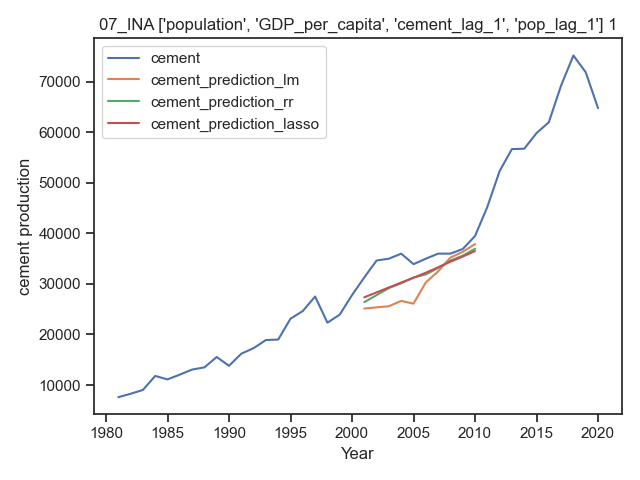 07_INA ['population', 'GDP_per_capita', 'cement_lag_1', 'pop_lag_1'] 1
cement
cement_prediction_lm
cement_prediction_rr
cement_prediction_lasso
cement production
70000
60000
50000
40000
30000
20000
10000
1980 1985 1990 1995 2000 2005 2010 2015 2020
Year